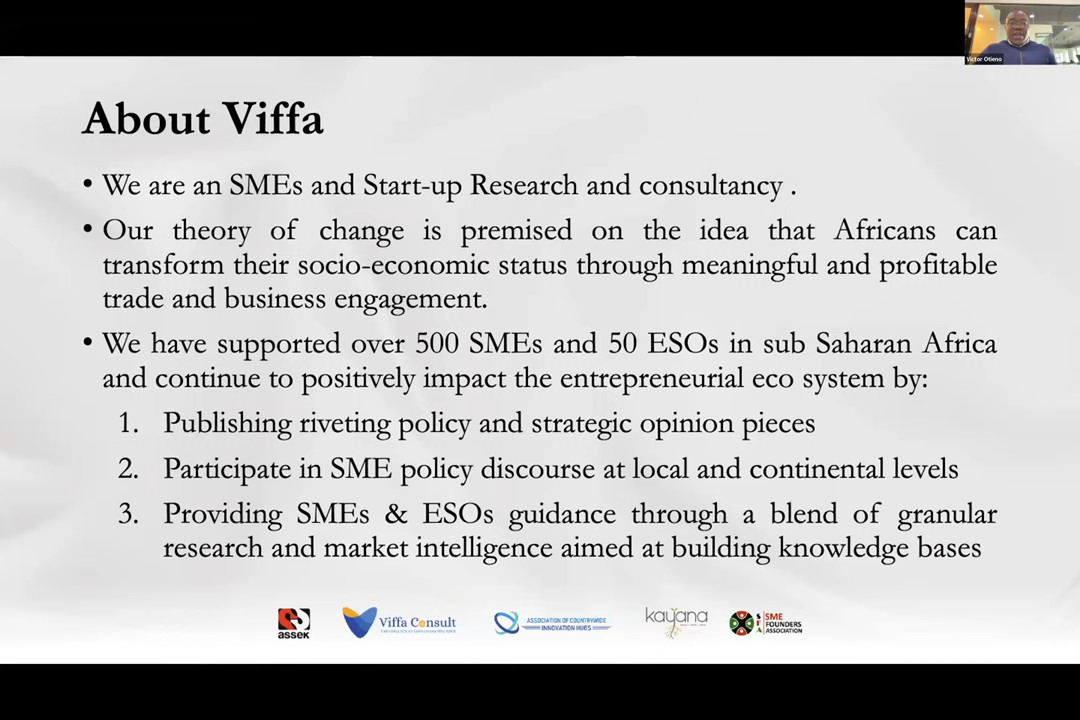 Victor Otieno
About Viffa
• We are an SMEs and Start-up Research and consultancy .
• Our theory of change is premised on the idea that Africans can
transform their socio-economic status through meaningful and profitable
trade and business engagement.
• We have supported over 500 SMEs and 50 ESOs in sub Saharan Africa
and continue to positively impact the entrepreneurial eco system by:
1. Publishing riveting policy and strategic opinion pieces
2. Participate in SME policy discourse at local and continental levels
3. Providing SMEs & ESOs guidance through a blend of granular
research and market intelligence aimed at building knowledge bases
assek
Viffa Consult
ASSOCIATION OF COUNTRYWIDE
INNOVATION HUBS
kayana
SFA
SME
FOUNDERS
ASSOCIATION